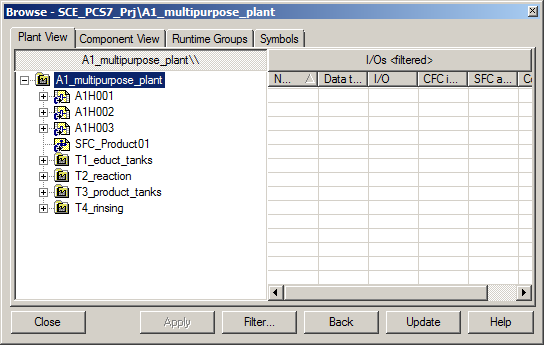 Browse - SCE_PCS7_Prj\A1_multipurpose_plant
Plant View Component View Runtime Groups Symbols
A1_multipurpose_plant\\ I/Os <filtered>
N... Data t... I/O CFC i... SFC a... Co
A1_multipurpose_plant
A1H001
A1H002
A1H003
SFC_Product01
T1_educt_tanks
T2_reaction
T3_product_tanks
T4_rinsing
Close Apply Filter... Back Update Help